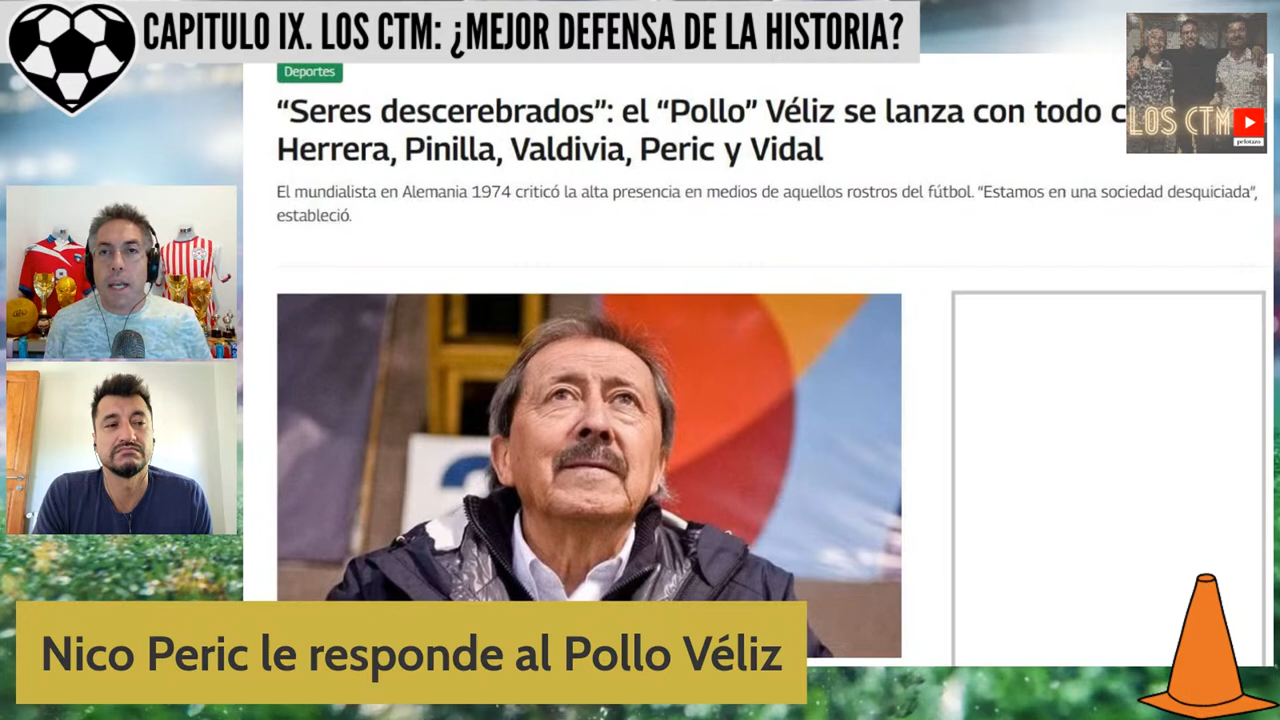 CAPITULO IX. LOS CTM: ¿MEJOR DEFENSA DE LA HISTORIA?
Deportes
“Seres descerebrados”: el “Pollo” Véliz se lanza con todo c
Herrera, Pinilla, Valdivia, Peric y Vidal
El mundialista en Alemania 1974 criticó la alta presencia en medios de aquellos rostros del fútbol. “Estamos en una sociedad desquiciada”,
estableció.
LOS CTM
pelotazo
Nico Peric le responde al Pollo Véliz